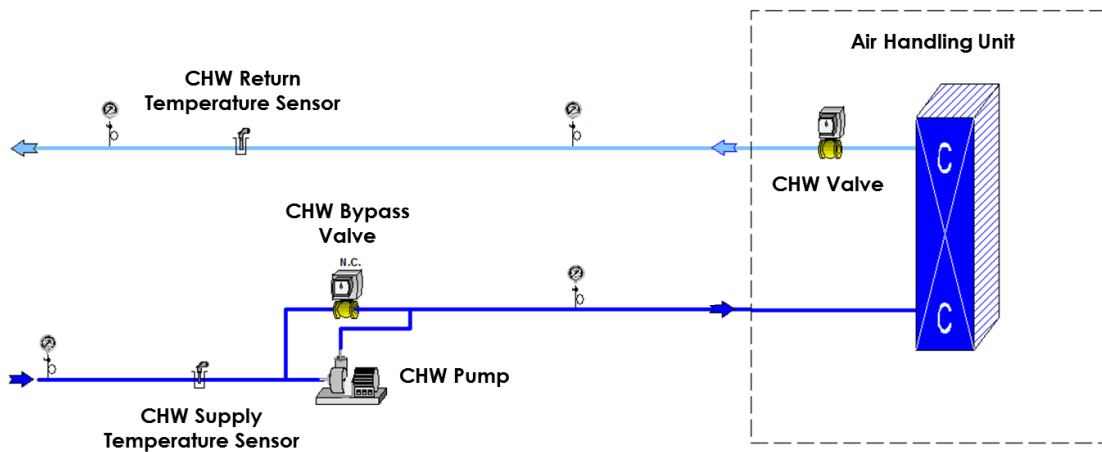 Air Handling Unit
CHW Return
Temperature Sensor
CHW Valve
C
CHW Bypass
Valve
N.C.
C
CHW Pump
CHW Supply
Temperature Sensor